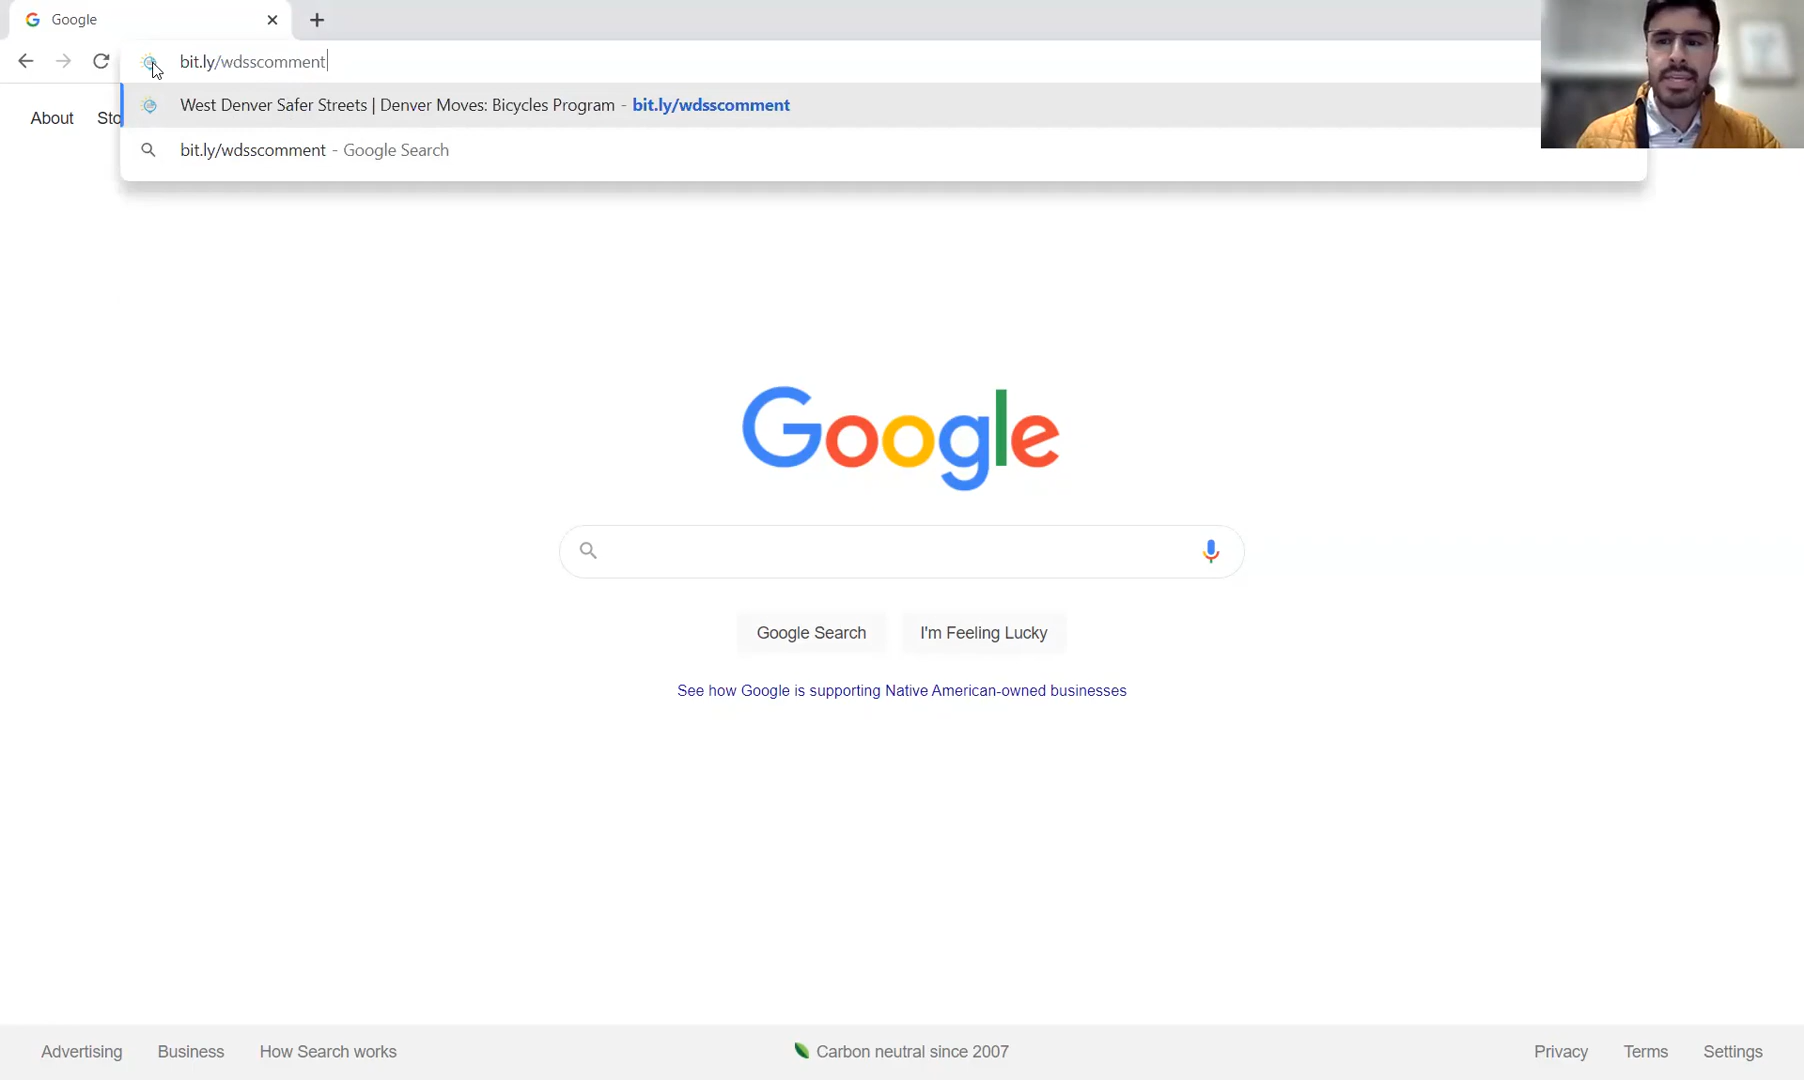 Google
bit.ly/wdsscomment
West Denver Safer Streets | Denver Moves: Bicycles Program - bit.ly/wdsscomment
About Sto
bit.ly/wdsscomment - Google Search
Google
Google Search I'm Feeling Lucky
See how Google is supporting Native American-owned businesses
Advertising Business How Search works Carbon neutral since 2007 Privacy Terms Settings